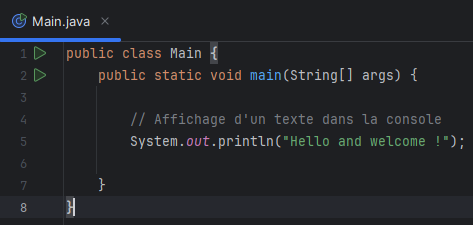 Main.java
1 public class Main {
2 public static void main(String[] args) {
3
4 // Affichage d'un texte dans la console
5 System.out.println("Hello and welcome !");
6
7 }
8 }